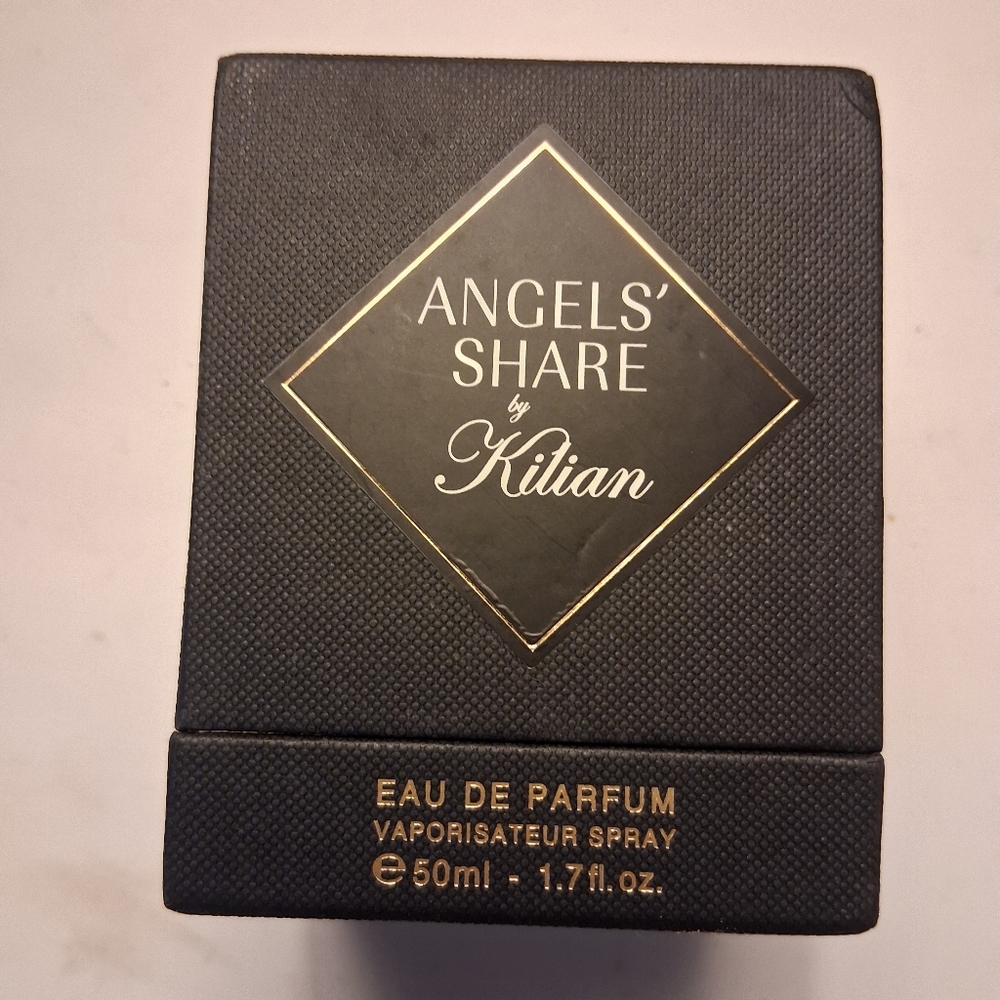 ANGELS'
SHARE
by
Kilian
EAU DE PARFUM
VAPORISATEUR SPRAY
℮50ml - 1.7fl.oz.